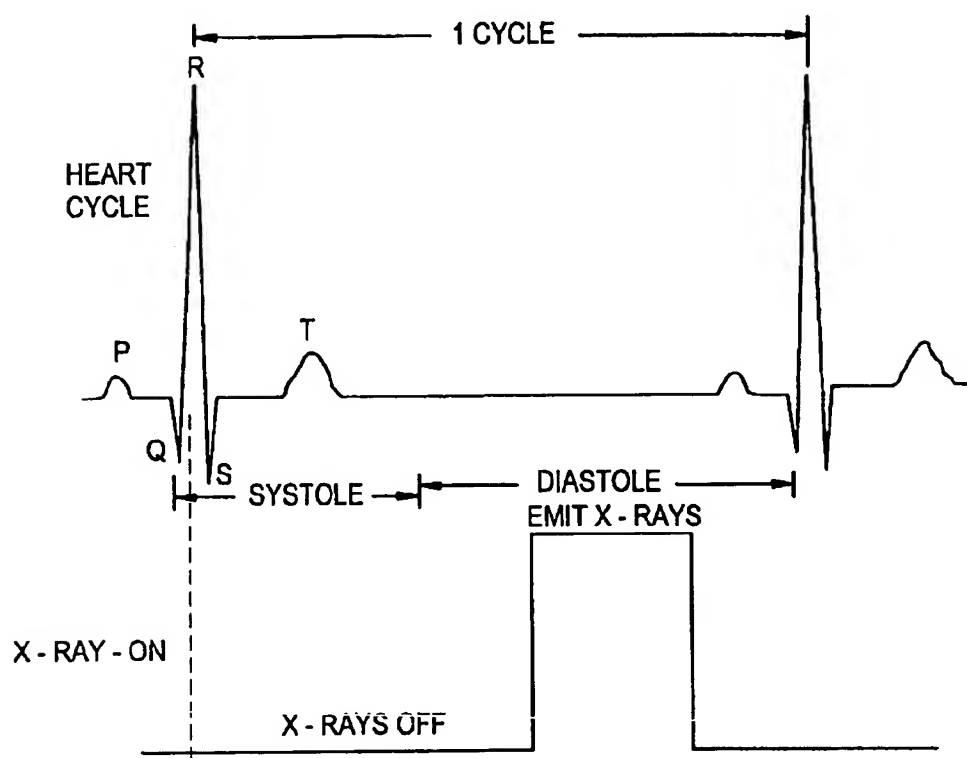 1 CYCLE
R
HEART
CYCLE
P
T
Q
S
SYSTOLE
DIASTOLE
EMIT X - RAYS
X - RAY - ON
X - RAYS OFF